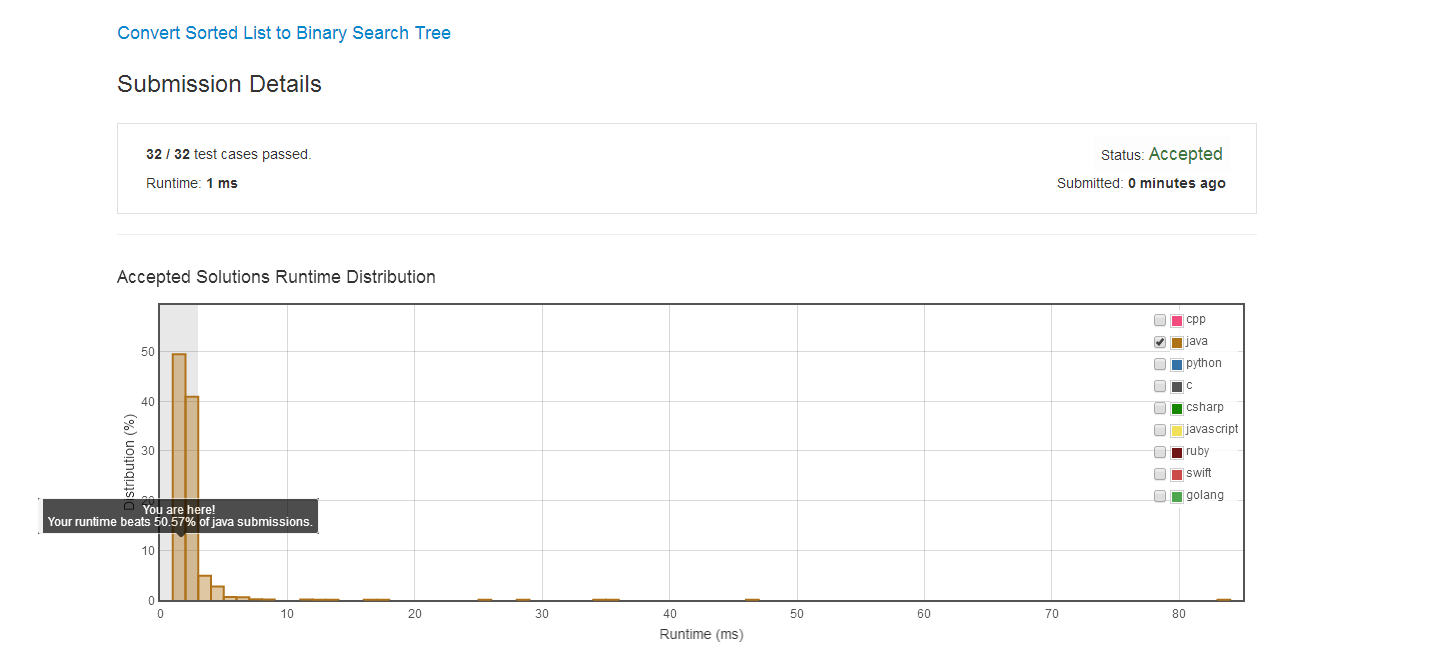 Convert Sorted List to Binary Search Tree
Submission Details
32 / 32 test cases passed.
Status: Accepted
Runtime: 1 ms
Submitted: 0 minutes ago
Accepted Solutions Runtime Distribution
cpp
java
python
c
csharp
javascript
ruby
swift
golang
Distribution (%)
50
40
30
20
10
0
You are here!
Your runtime beats 50.57% of java submissions.
0 10 20 30 40 50 60 70 80
Runtime (ms)